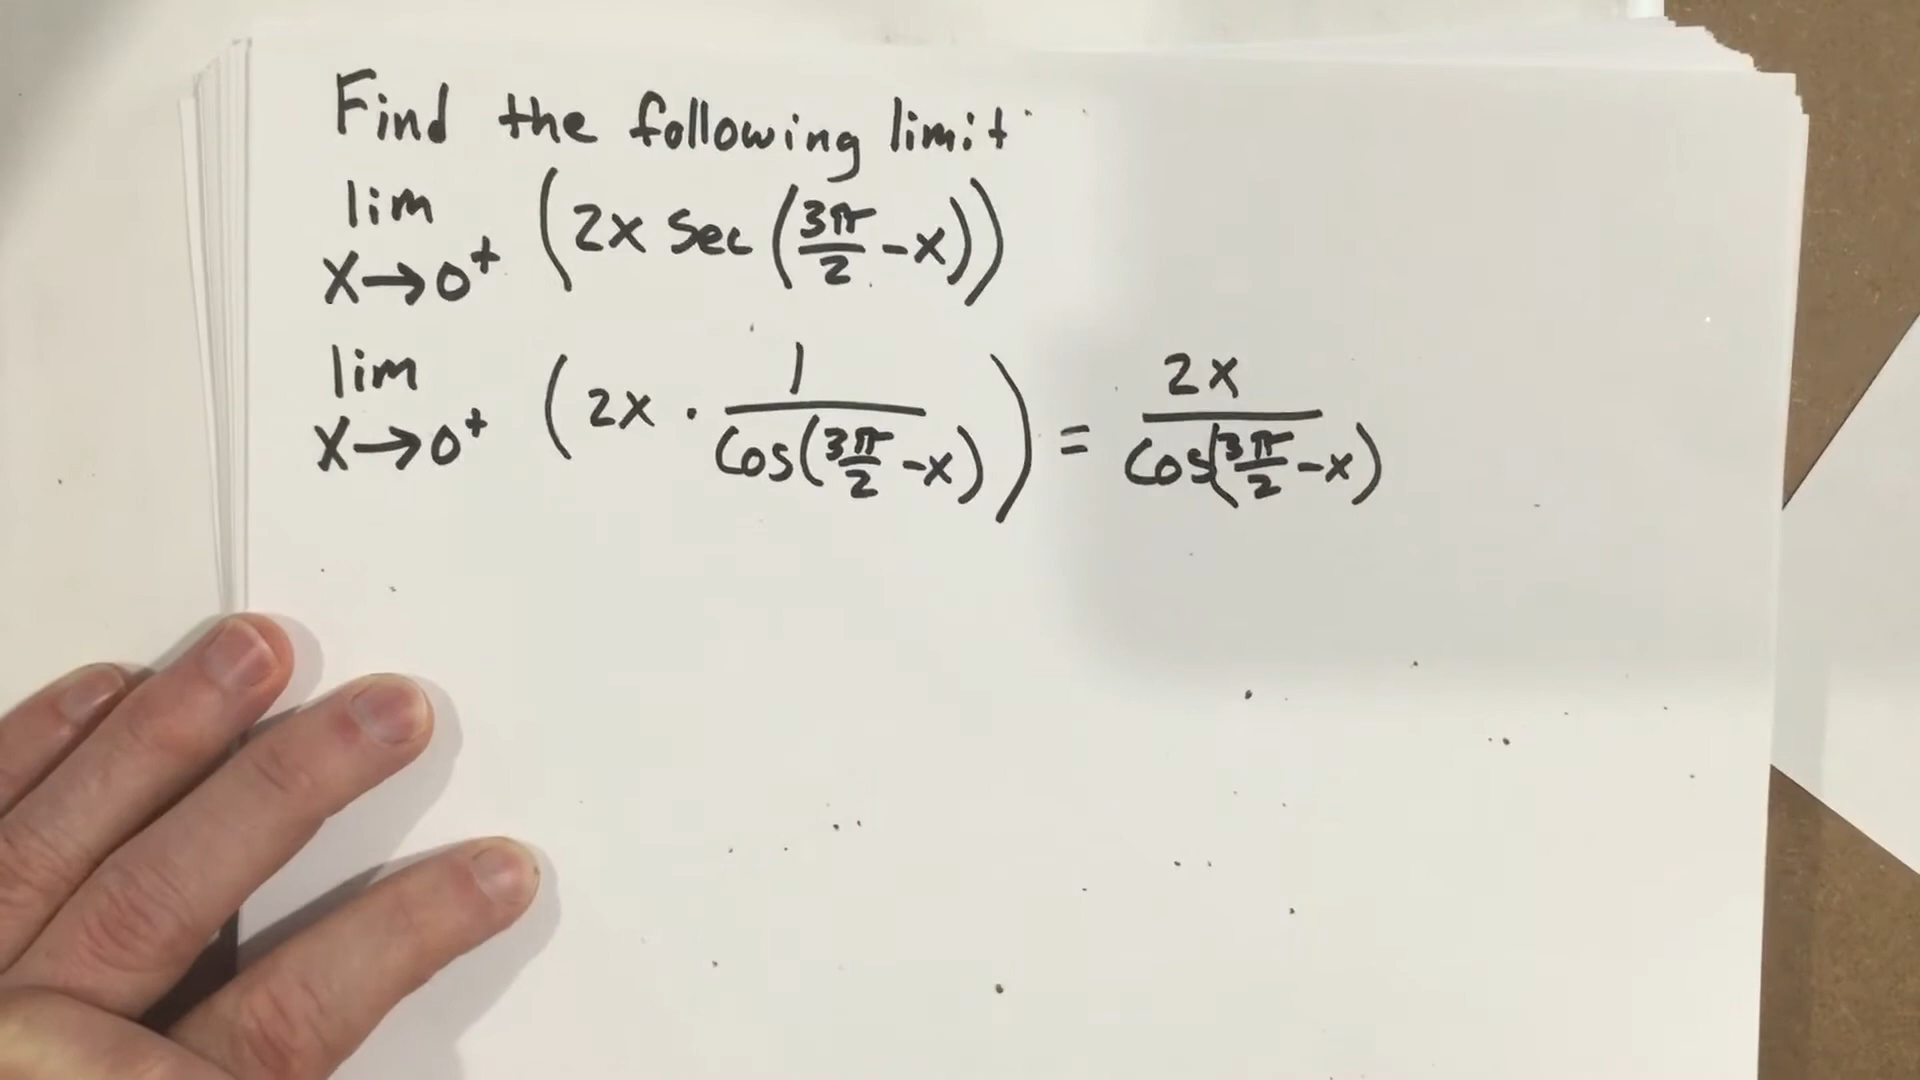 Find the following limit
lim x→0⁺ (2x sec(3π/2 - x))
lim x→0⁺ (2x · 1/cos(3π/2 - x)) = 2x/cos(3π/2 - x)